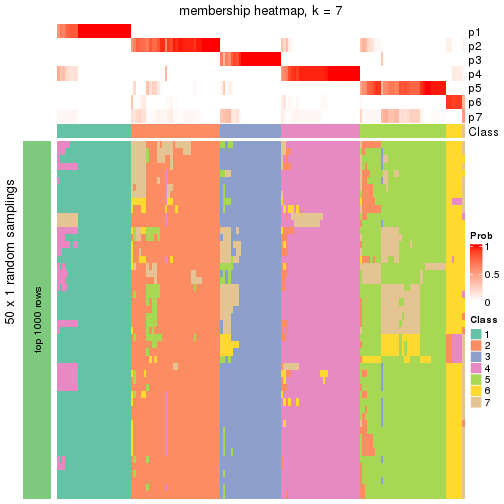 membership heatmap, k = 7
p1
p2
p3
p4
p5
p6
p7
Class
50 x 1 random samplings
top 1000 rows
Prob
1
0.5
0
Class
1
2
3
4
5
6
7